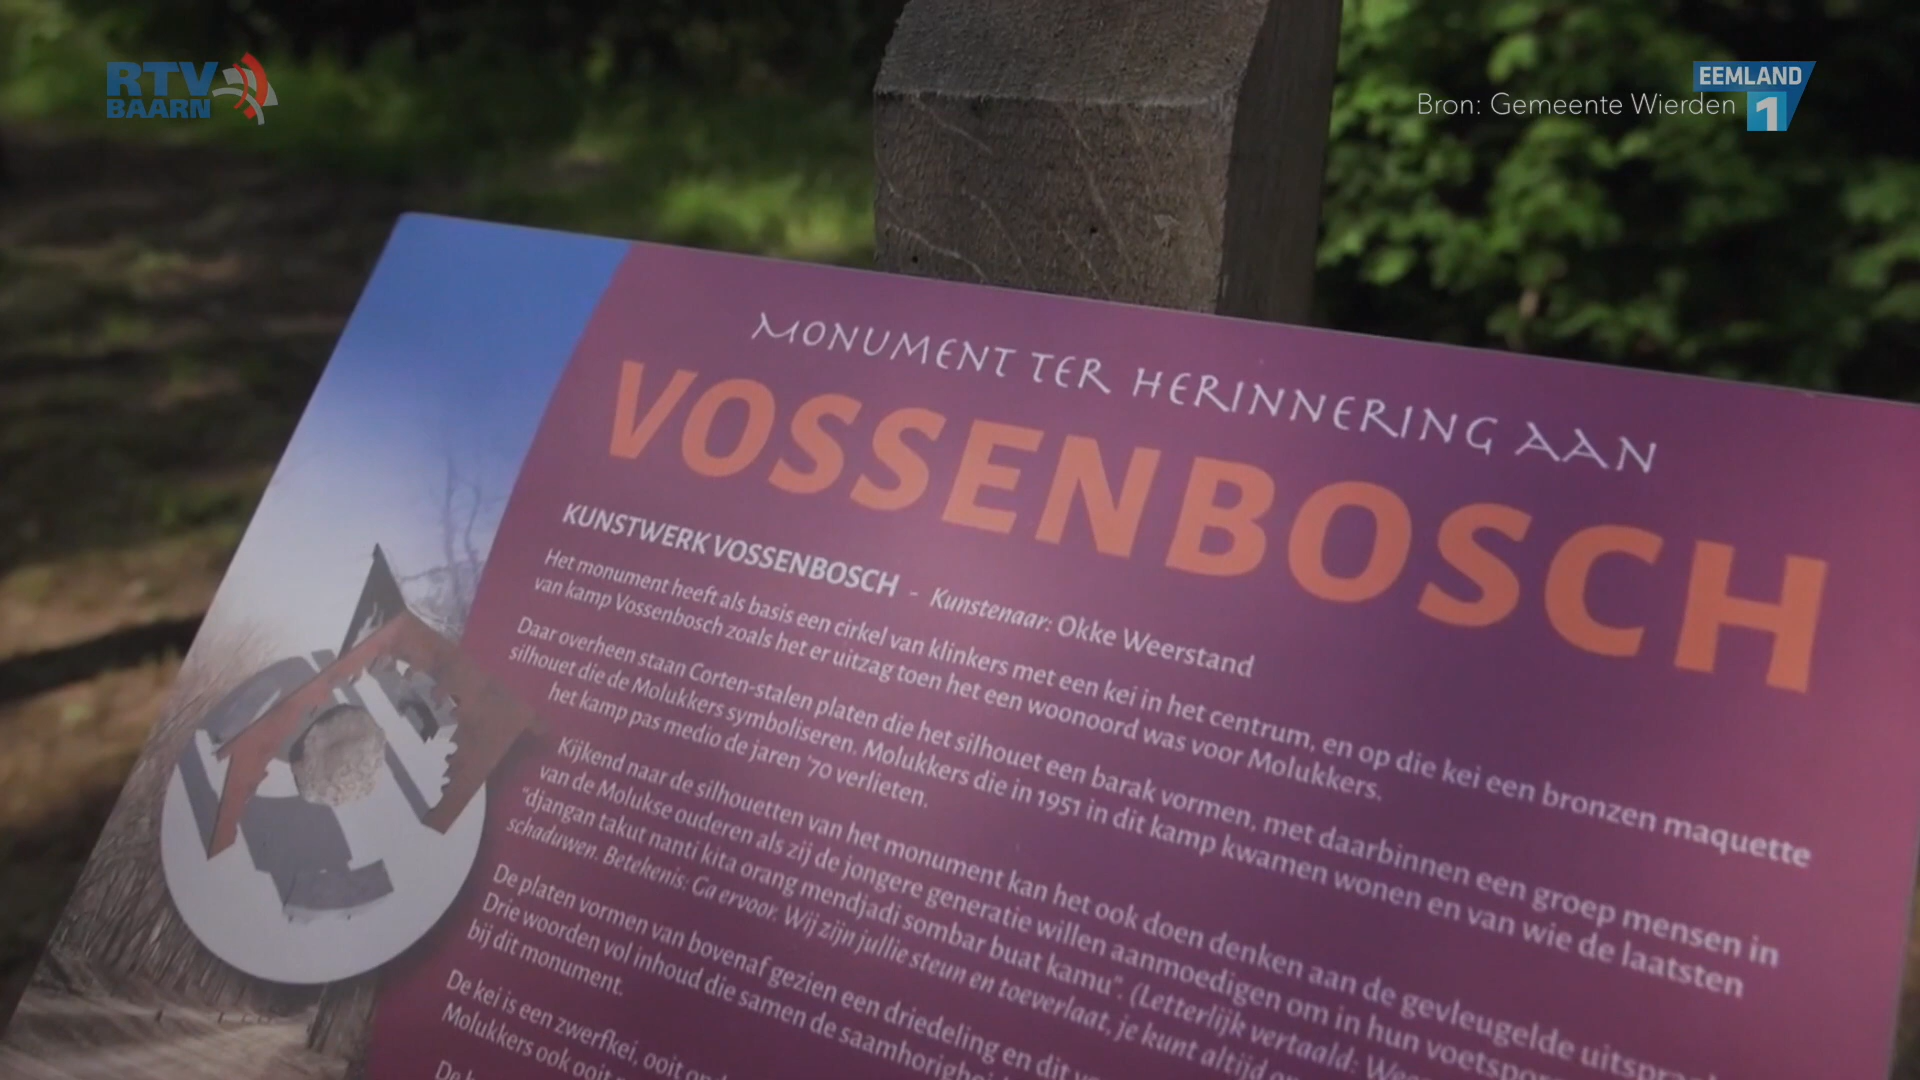 RTV
BAARN
EEMLAND
1
Bron: Gemeente Wierden
MONUMENT TER HERINNERING AAN
VOSSENBOSCH
KUNSTWERK VOSSENBOSCH - Kunstenaar: Okke Weerstand
Het monument heeft als basis een cirkel van klinkers met een kei in het centrum, en op die kei een bronzen maquette
van kamp Vossenbosch zoals het er uitzag toen het een woonoord was voor Molukkers.
Daar overheen staan Corten-stalen platen die het silhouet een barak vormen, met daarbinnen een groep mensen in
silhouet die de Molukkers symboliseren. Molukkers die in 1951 in dit kamp kwamen wonen en van wie de laatsten
het kamp pas medio de jaren '70 verlieten.
Kijkend naar de silhouetten van het monument kan het ook doen denken aan de gevleugelde
van de Molukse ouderen als zij de jongere generatie willen aanmoedigen om in hun
"djangan takut nanti kita orang mendjadi sombar buat kamu". (Letterlijk vertaald:
schaduwen. Betekenis: Ga ervoor. Wij zijn jullie steun en toeverlaat, je kunt altijd
De platen vormen van bovenaf gezien een driedeling en dit
Drie woorden vol inhoud die samen de
bij dit monument.
De kei is een zwerfkei, ooit
Molukkers ook ooit